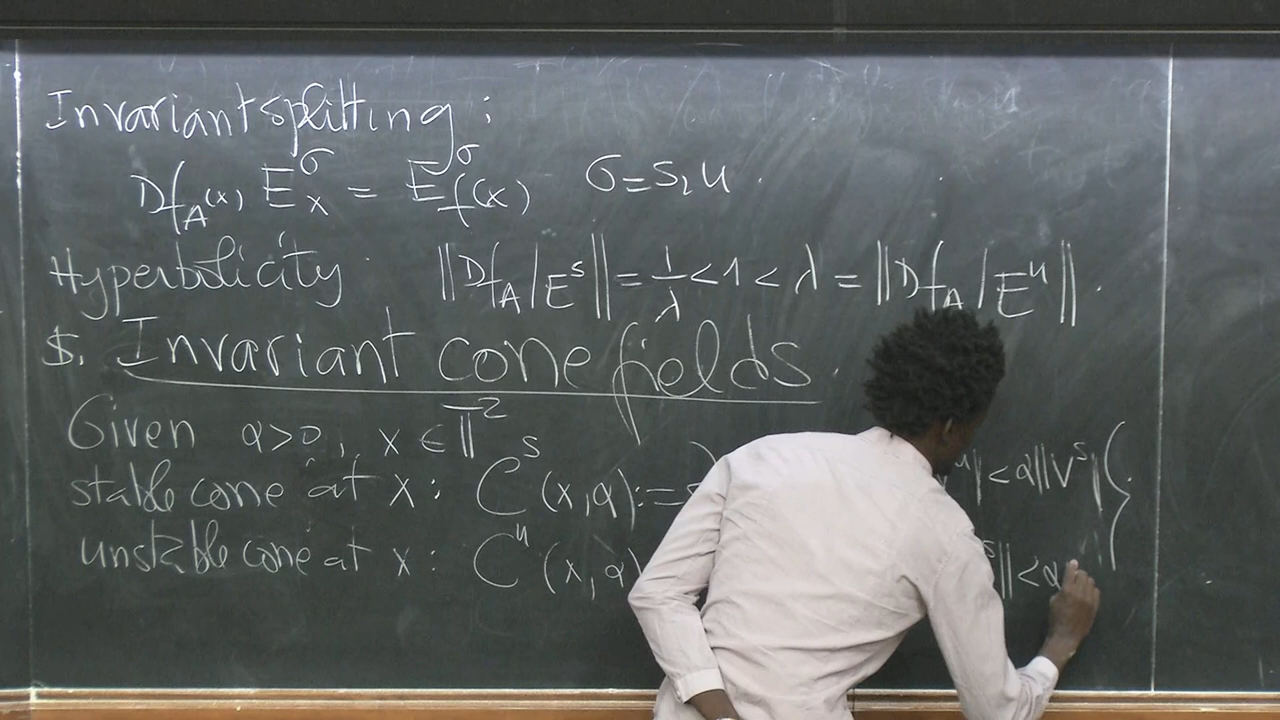 Invariant splitting :
Df_A(x) E^σ_x = E^σ_f(x) σ=s, u .
Hyperbolicity ‖Df_A|E^s‖ = 1/λ < 1 < λ = ‖Df_A|E^u‖ .
$. Invariant cone fields .
Given α>0, x ∈ 𝕋^2
stable cone at x : C^s (x, α) := ^u‖ < α‖V^s‖}.
unstable cone at x : C^u (x, α) ^s‖ < α